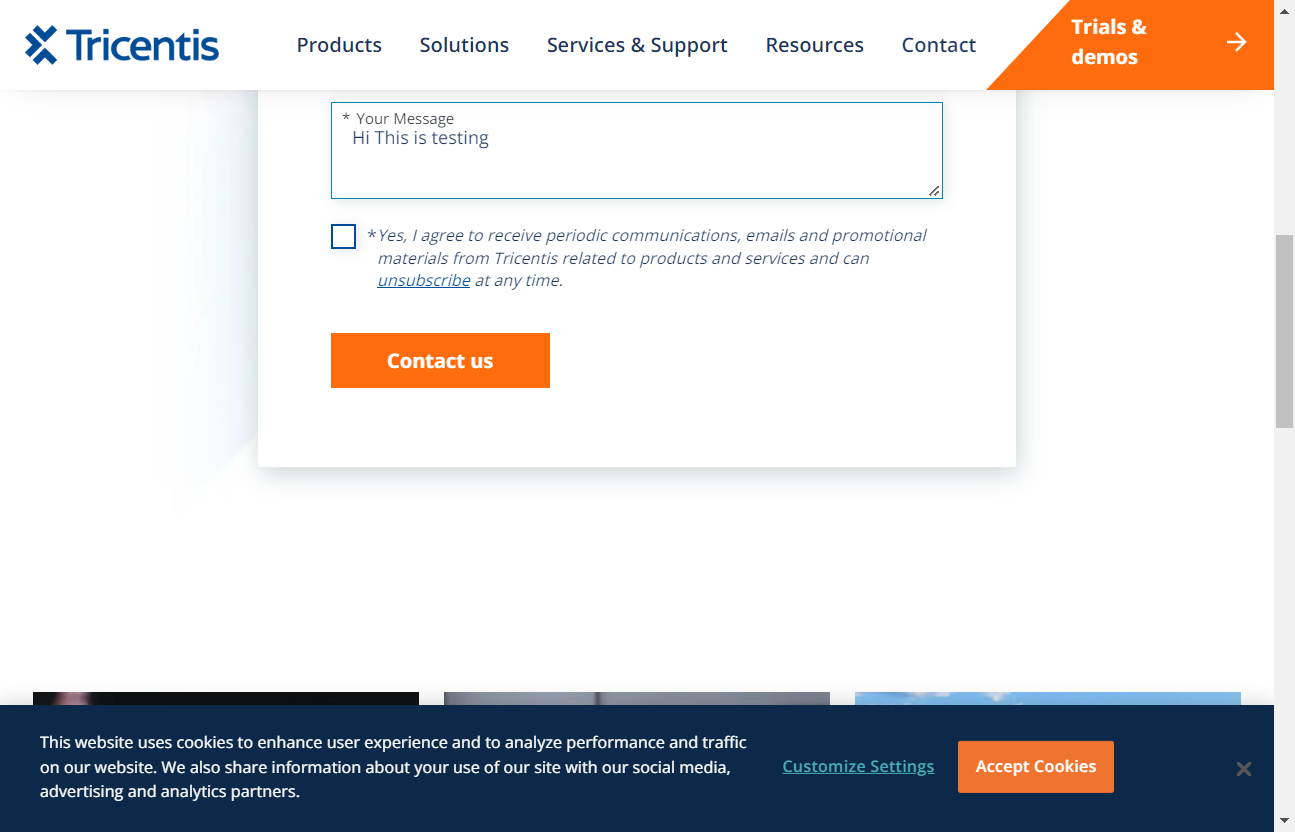 Tricentis
Products
Solutions
Services & Support
Resources
Contact
Trials &
demos
* Your Message
Hi This is testing
* Yes, I agree to receive periodic communications, emails and promotional
materials from Tricentis related to products and services and can
unsubscribe at any time.
Contact us
This website uses cookies to enhance user experience and to analyze performance and traffic
on our website. We also share information about your use of our site with our social media,
advertising and analytics partners.
Customize Settings
Accept Cookies